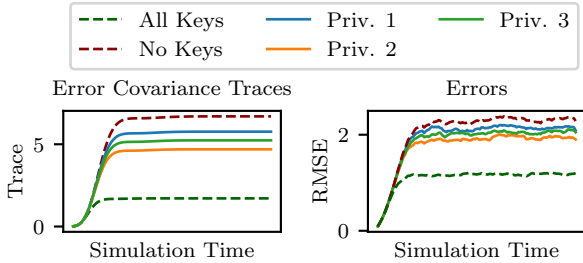 All Keys
No Keys
Priv. 1
Priv. 2
Priv. 3
Error Covariance Traces
Trace
5
0
Simulation Time
Errors
RMSE
2
0
Simulation Time